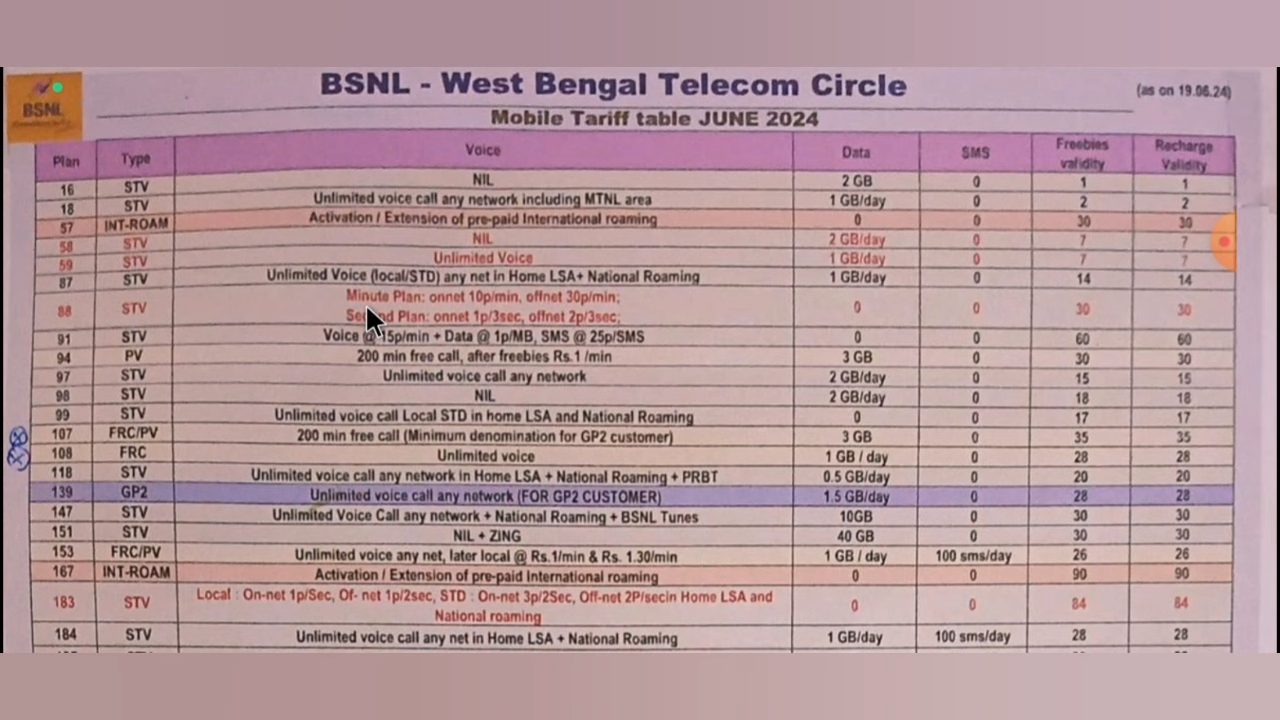 BSNL - West Bengal Telecom Circle
(as on 19.06.24)
BSNL
Mobile Tariff table JUNE 2024
Plan Type Voice Data SMS Freebies validity Recharge Validity
16 STV NIL 2 GB 0 1 1
18 STV Unlimited voice call any network including MTNL area 1 GB/day 0 2 2
57 INT-ROAM Activation / Extension of pre-paid International roaming 0 0 30 30
58 STV NIL 2 GB/day 0 7 7
59 STV Unlimited Voice 1 GB/day 0 7 7
87 STV Unlimited Voice (local/STD) any net in Home LSA+ National Roaming 1 GB/day 0 14 14
88 STV Minute Plan: onnet 10p/min, offnet 30p/min; 0 0 30 30
Plan: onnet 1p/3sec, offnet 2p/3sec;
91 STV Voice @ 15p/min + Data @ 1p/MB, SMS @ 25p/SMS 0 0 60 60
94 PV 200 min free call, after freebies Rs.1 /min 3 GB 0 30 30
97 STV Unlimited voice call any network 2 GB/day 0 15 15
98 STV NIL 2 GB/day 0 18 18
99 STV Unlimited voice call Local STD in home LSA and National Roaming 0 0 17 17
107 FRC/PV 200 min free call (Minimum denomination for GP2 customer) 3 GB 0 35 35
108 FRC Unlimited voice 1 GB / day 0 28 28
118 STV Unlimited voice call any network in Home LSA + National Roaming + PRBT 0.5 GB/day 0 20 20
139 GP2 Unlimited voice call any network (FOR GP2 CUSTOMER) 1.5 GB/day 0 28 28
147 STV Unlimited Voice Call any network + National Roaming + BSNL Tunes 10GB 0 30 30
151 STV NIL + ZING 40 GB 0 30 30
153 FRC/PV Unlimited voice any net, later local @ Rs.1/min & Rs. 1.30/min 1 GB / day 100 sms/day 26 26
167 INT-ROAM Activation / Extension of pre-paid International roaming 0 0 90 90
183 STV Local : On-net 1p/Sec, Of- net 1p/2sec, STD : On-net 3p/2Sec, Off-net 2P/secin Home LSA and 0 0 84 84
National roaming
184 STV Unlimited voice call any net in Home LSA + National Roaming 1 GB/day 100 sms/day 28 28